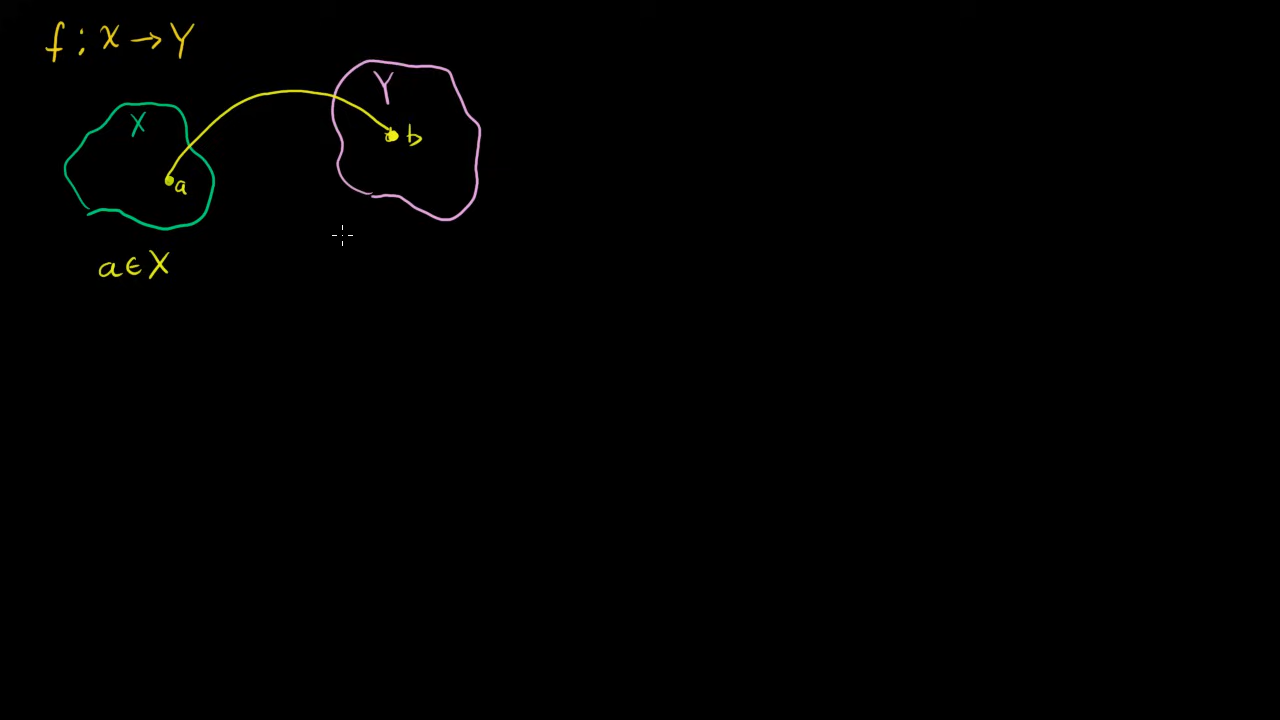 f : X → Y
X
Y
a
b
a ∈ X